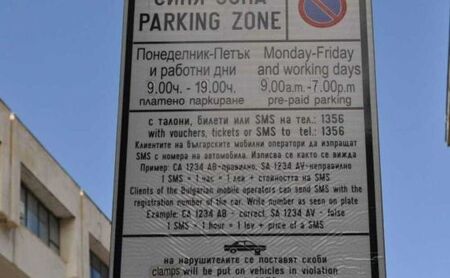 СИНЯ ЗОНА
PARKING ZONE
Понеделник-Петък
и работни дни
9.00ч. - 19.00ч.
платено паркиране
Monday-Friday
and working days
9.00a.m.-7.00p.m
pre-paid parking
с талони, билети или SMS на тел.: 1356
with vouchers, tickets or SMS to tel.: 1356
Клиентите на българските мобилни оператори да изпращат
SMS с номера на автомобила. Изписва се както се вижда
Пример: СА 1234 АВ-правилно, SA 1234 AV-неправилно
1 SMS = 1 час = 1 лев + стойността на SMS
Clients of the Bulgarian mobile operators can send SMS with the
registration number of the car. Write number as seen on plate
Example: CA 1234 AB - correct, SA 1234 AV - false
1 SMS = 1 hour = 1 lev + price of a SMS
на нарушителите се поставят скоби
clamps will be put on vehicles in violation